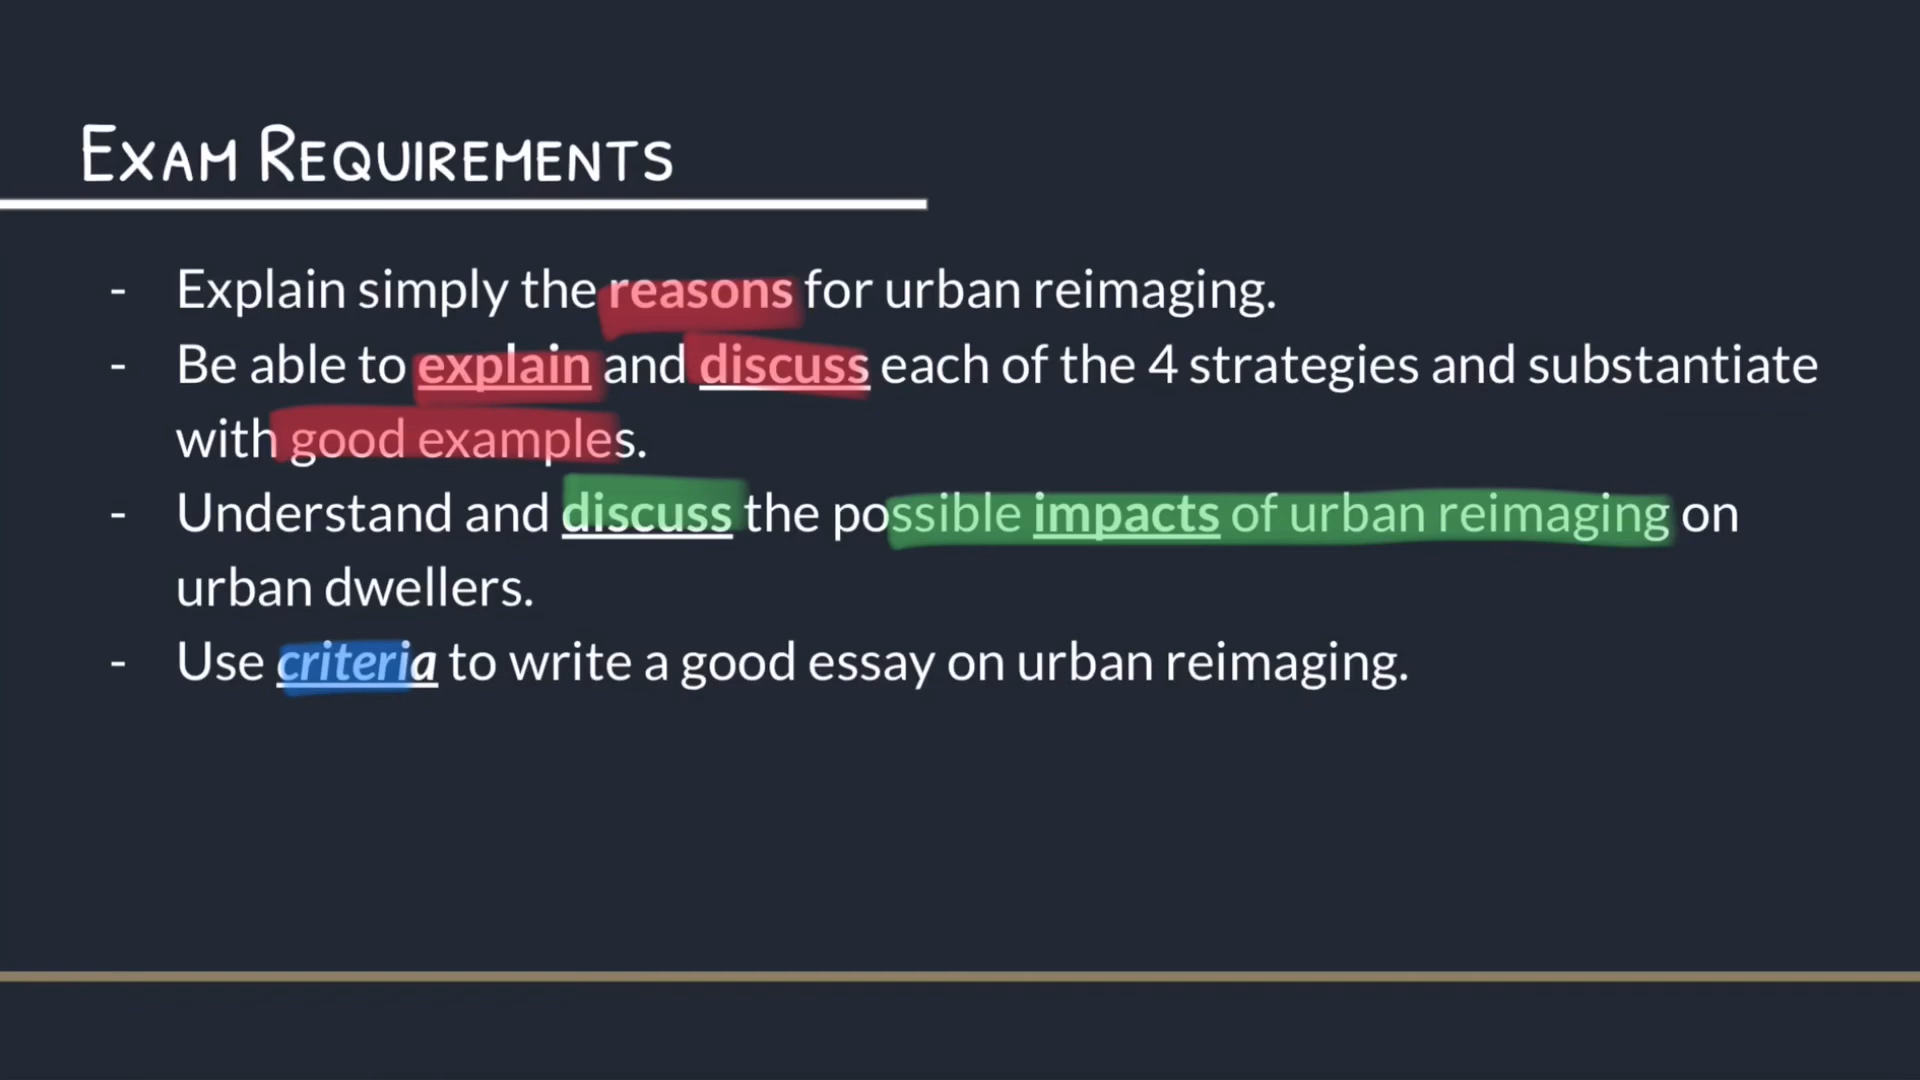 EXAM REQUIREMENTS
- Explain simply the reasons for urban reimaging.
- Be able to explain and discuss each of the 4 strategies and substantiate
with good examples.
- Understand and discuss the possible impacts of urban reimaging on
urban dwellers.
- Use criteria to write a good essay on urban reimaging.